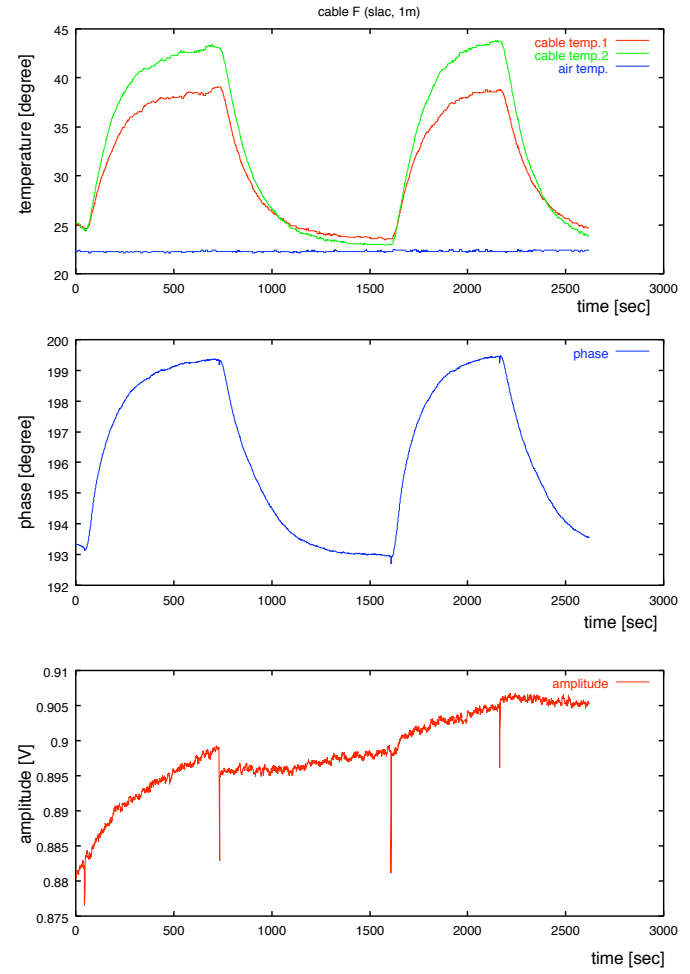 cable F (slac, 1m)
45
40
35
30
25
20
temperature [degree]
cable temp.1
cable temp.2
air temp.
0 500 1000 1500 2000 2500 3000
time [sec]
200
199
198
197
196
195
194
193
192
phase [degree]
phase
0 500 1000 1500 2000 2500 3000
time [sec]
0.91
0.905
0.9
0.895
0.89
0.885
0.88
0.875
amplitude [V]
amplitude
0 500 1000 1500 2000 2500 3000
time [sec]